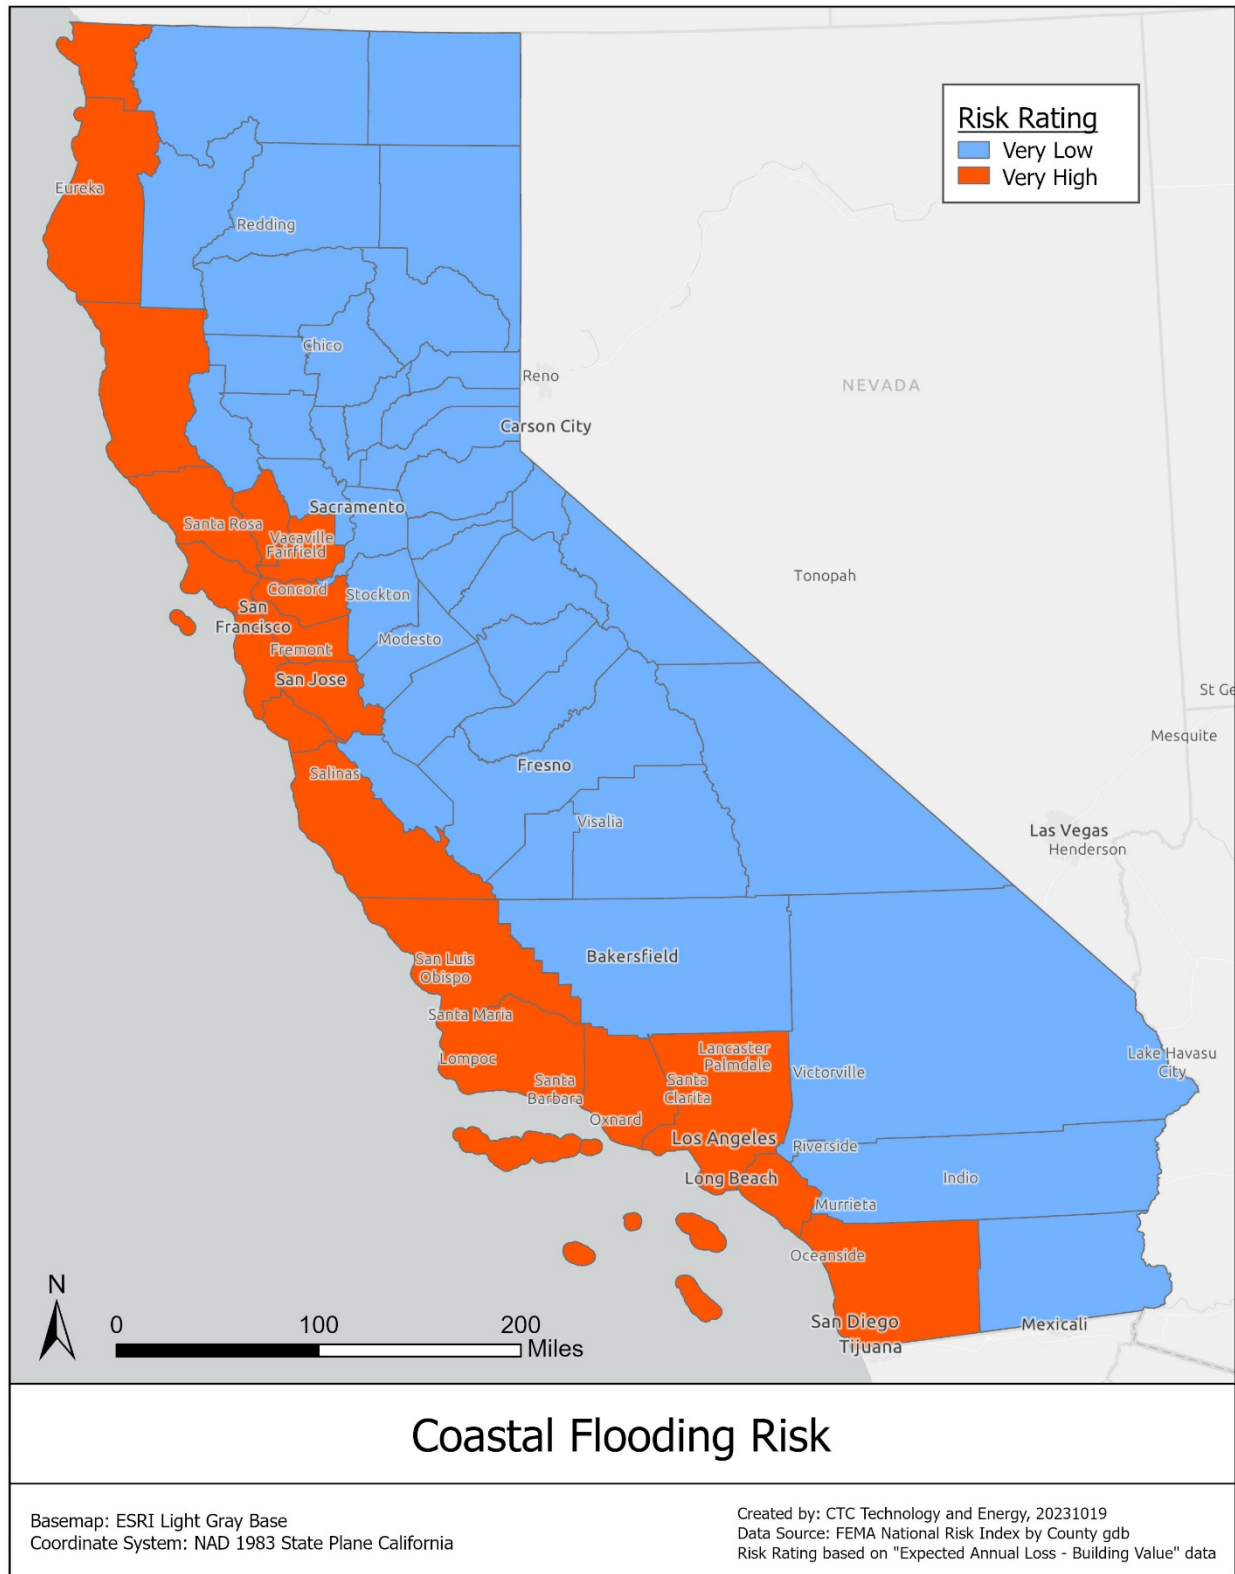 Risk Rating
Very Low
Very High
Eureka
Redding
Chico
Reno
NEVADA
Carson City
Sacramento
Santa Rosa
Vacaville
Fairfield
Tonopah
Concord
Stockton
San
Francisco
Modesto
Fremont
San Jose
St Ge
Mesquite
Fresno
Salinas
Visalia
Las Vegas
Henderson
Bakersfield
San Luis
Obispo
Santa Maria
Lompoc
Lancaster
Palmdale
Lake Havasu
City
Victorville
Santa
Barbara
Santa
Clarita
Oxnard
Los Angeles
Riverside
Long Beach
Indio
Murrieta
Oceanside
San Diego
Tijuana
Mexicali
N
0 100 200
Miles
Coastal Flooding Risk
Basemap: ESRI Light Gray Base
Coordinate System: NAD 1983 State Plane California
Created by: CTC Technology and Energy, 20231019
Data Source: FEMA National Risk Index by County gdb
Risk Rating based on "Expected Annual Loss - Building Value" data